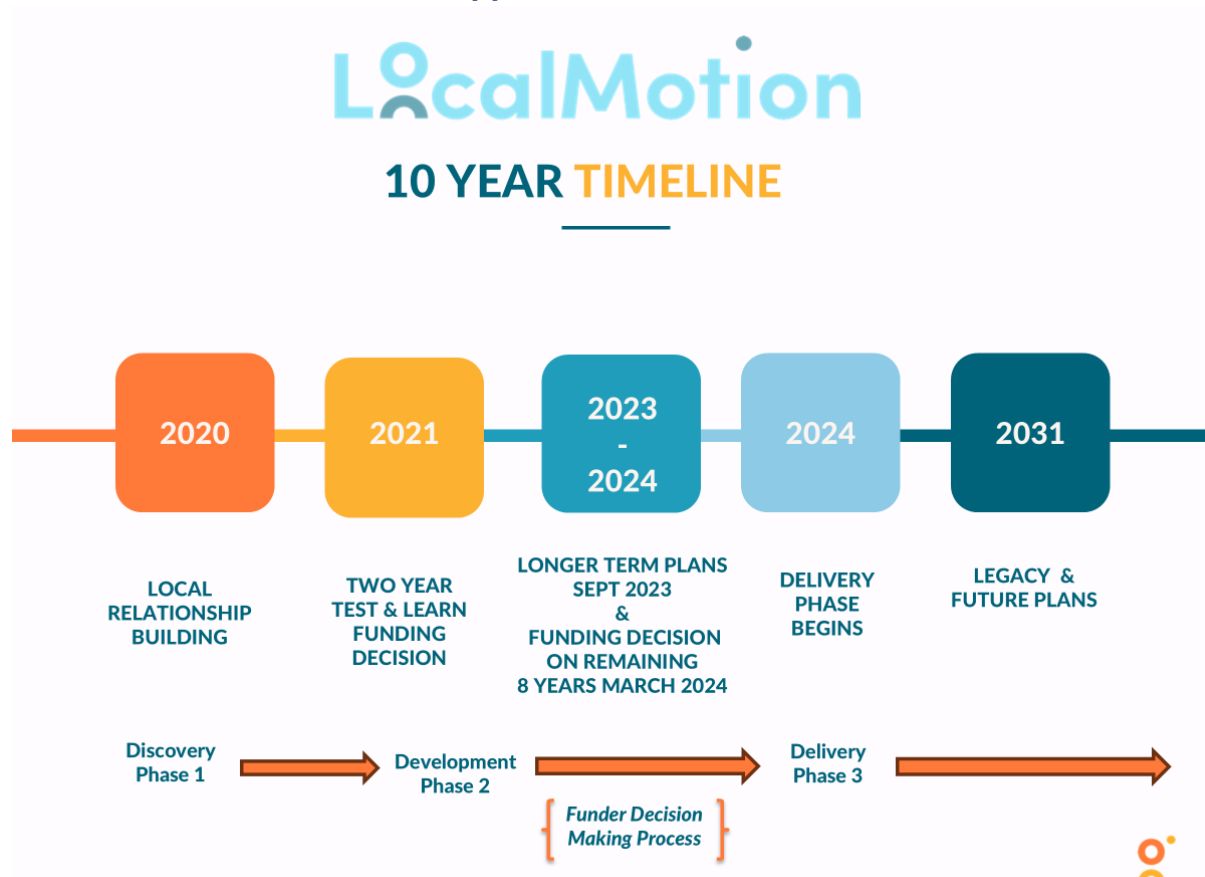 LocalMotion
10 YEAR TIMELINE
2020
2021
2023
-
2024
2024
2031
LOCAL
RELATIONSHIP
BUILDING
TWO YEAR
TEST & LEARN
FUNDING
DECISION
LONGER TERM PLANS
SEPT 2023
&
FUNDING DECISION
ON REMAINING
8 YEARS MARCH 2024
DELIVERY
PHASE
BEGINS
LEGACY &
FUTURE PLANS
Discovery
Phase 1
Development
Phase 2
Funder Decision
Making Process
Delivery
Phase 3